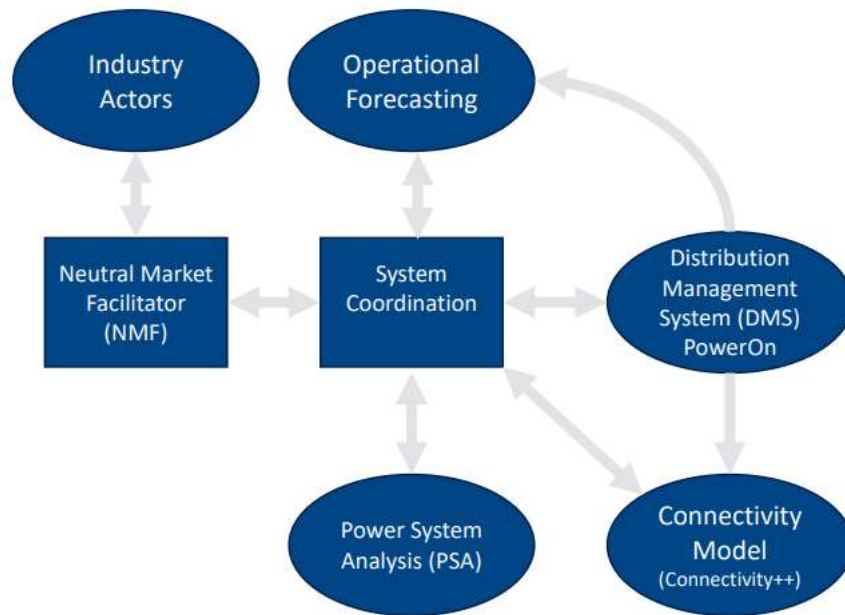 Industry
Actors
Operational
Forecasting
Neutral Market
Facilitator
(NMF)
System
Coordination
Distribution
Management
System (DMS)
PowerOn
Power System
Analysis (PSA)
Connectivity
Model
(Connectivity++)